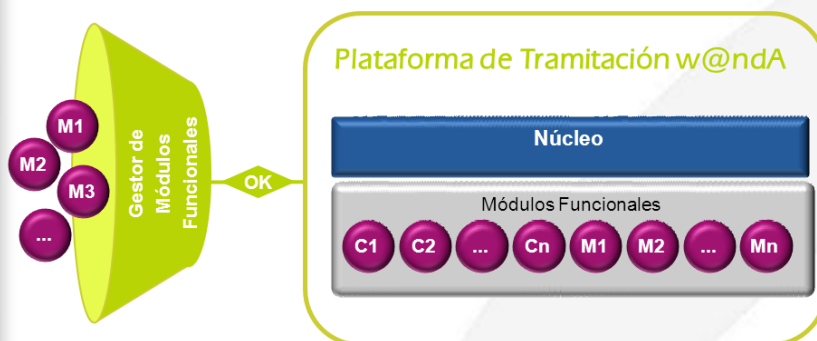 Plataforma de Tramitación w@ndA
M1
M2
M3
...
Gestor de
Módulos
Funcionales
OK
Núcleo
Módulos Funcionales
C1 C2 ... Cn M1 M2 ... Mn